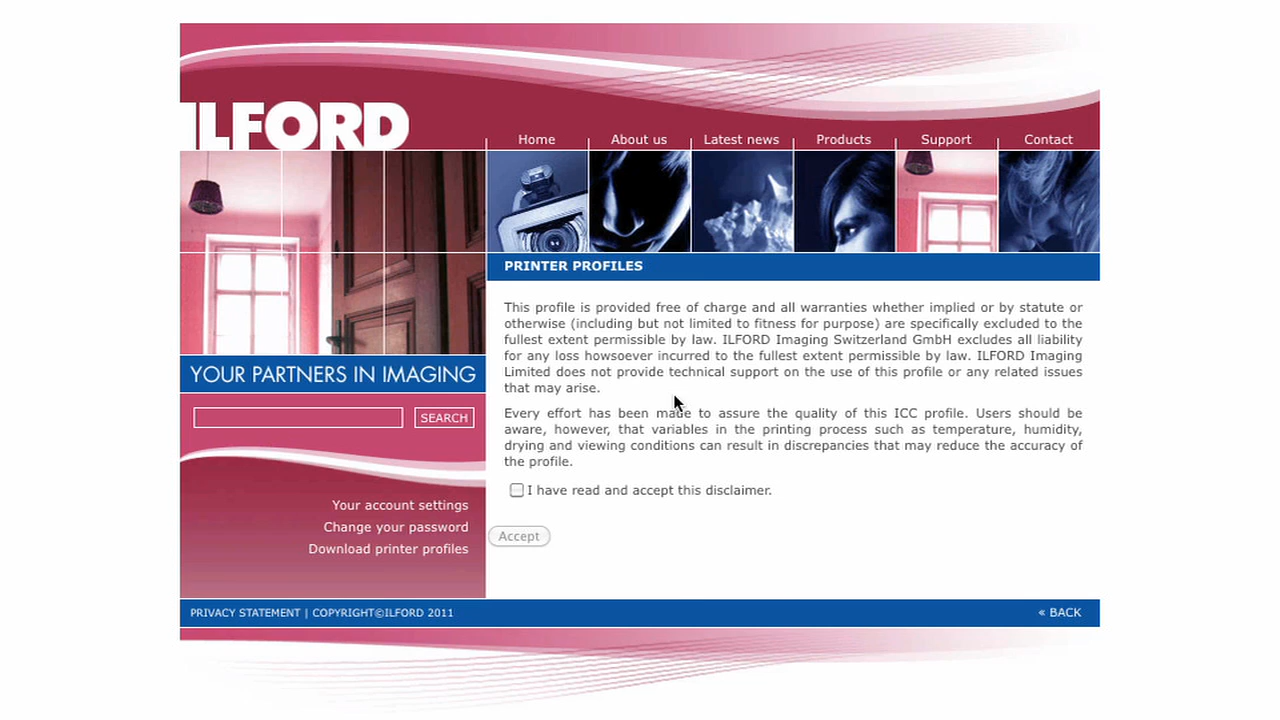 ILFORD
Home About us Latest news Products Support Contact
PRINTER PROFILES
This profile is provided free of charge and all warranties whether implied or by statute or
otherwise (including but not limited to fitness for purpose) are specifically excluded to the
fullest extent permissible by law. ILFORD Imaging Switzerland GmbH excludes all liability
for any loss howsoever incurred to the fullest extent permissible by law. ILFORD Imaging
Limited does not provide technical support on the use of this profile or any related issues
that may arise.
Every effort has been made to assure the quality of this ICC profile. Users should be
aware, however, that variables in the printing process such as temperature, humidity,
drying and viewing conditions can result in discrepancies that may reduce the accuracy of
the profile.
I have read and accept this disclaimer.
Accept
YOUR PARTNERS IN IMAGING
SEARCH
Your account settings
Change your password
Download printer profiles
PRIVACY STATEMENT | COPYRIGHT©ILFORD 2011
« BACK